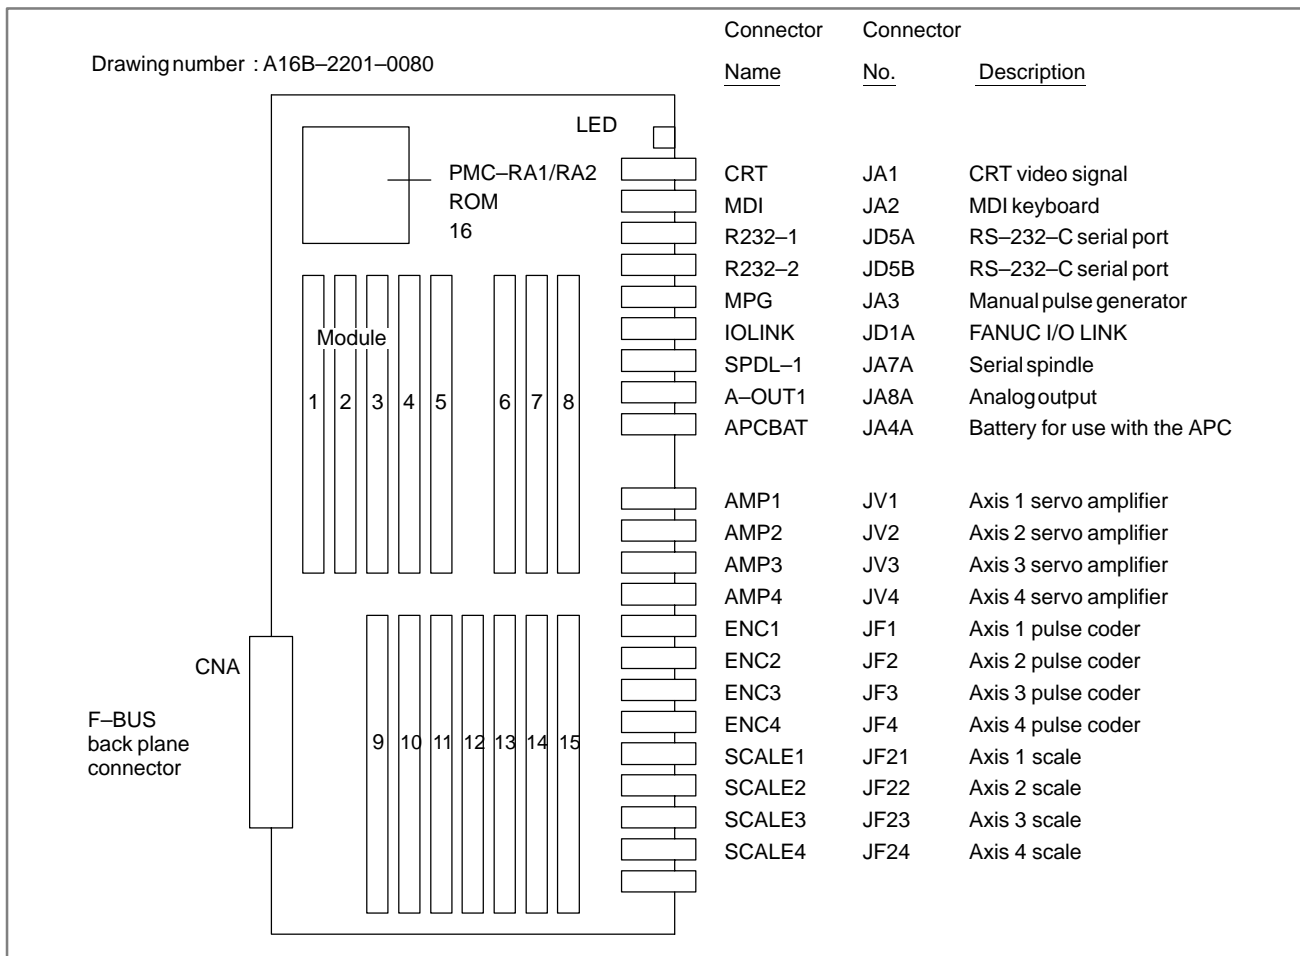 Drawing number : A16B–2201–0080
Connector Connector
Name No. Description
LED
PMC–RA1/RA2
ROM
16
Module
1 2 3 4 5 6 7 8
CNA
F–BUS
back plane
connector
9 10 11 12 13 14 15
CRT JA1 CRT video signal
MDI JA2 MDI keyboard
R232–1 JD5A RS–232–C serial port
R232–2 JD5B RS–232–C serial port
MPG JA3 Manual pulse generator
IOLINK JD1A FANUC I/O LINK
SPDL–1 JA7A Serial spindle
A–OUT1 JA8A Analog output
APCBAT JA4A Battery for use with the APC
AMP1 JV1 Axis 1 servo amplifier
AMP2 JV2 Axis 2 servo amplifier
AMP3 JV3 Axis 3 servo amplifier
AMP4 JV4 Axis 4 servo amplifier
ENC1 JF1 Axis 1 pulse coder
ENC2 JF2 Axis 2 pulse coder
ENC3 JF3 Axis 3 pulse coder
ENC4 JF4 Axis 4 pulse coder
SCALE1 JF21 Axis 1 scale
SCALE2 JF22 Axis 2 scale
SCALE3 JF23 Axis 3 scale
SCALE4 JF24 Axis 4 scale